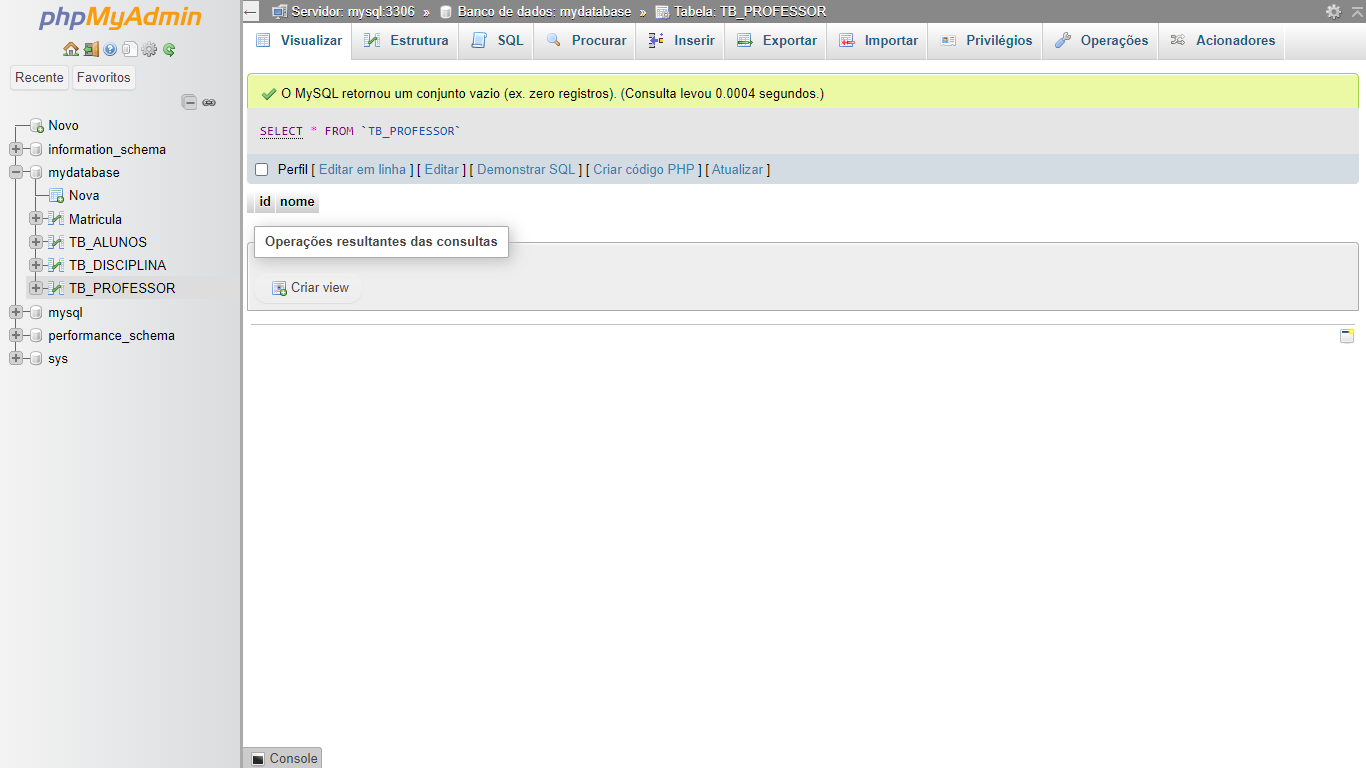 phpMyAdmin
Recente Favoritos
Novo
information_schema
mydatabase
Nova
Matricula
TB_ALUNOS
TB_DISCIPLINA
TB_PROFESSOR
mysql
performance_schema
sys
Servidor: mysql:3306 » Banco de dados: mydatabase » Tabela: TB_PROFESSOR
Visualizar Estrutura SQL Procurar Inserir Exportar Importar Privilégios Operações Acionadores
O MySQL retornou um conjunto vazio (ex. zero registros). (Consulta levou 0.0004 segundos.)
SELECT * FROM `TB_PROFESSOR`
Perfil [ Editar em linha ] [ Editar ] [ Demonstrar SQL ] [ Criar código PHP ] [ Atualizar ]
id nome
Operações resultantes das consultas
Criar view
Console